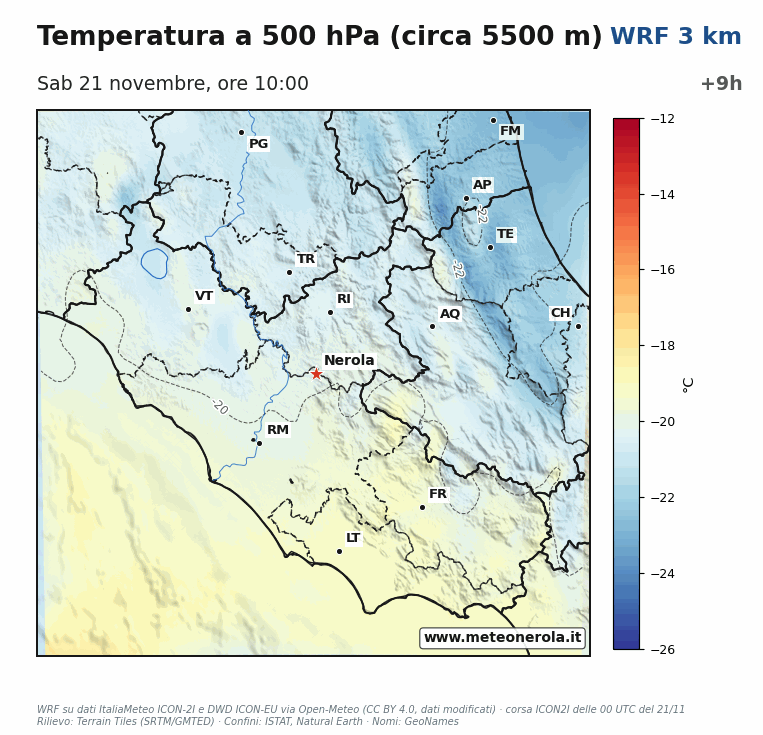 Temperatura a 500 hPa (circa 5500 m) WRF 3 km
Sab 21 novembre, ore 10:00 +9h
FM
PG
AP
-22
TE
TR
-22
VT
RI
AQ
CH
Nerola
-20
RM
FR
LT
www.meteonerola.it
−12
−14
−16
−18
−20
−22
−24
−26
°C
WRF su dati ItaliaMeteo ICON-2I e DWD ICON-EU via Open-Meteo (CC BY 4.0, dati modificati) · corsa ICON2I delle 00 UTC del 21/11
Rilievo: Terrain Tiles (SRTM/GMTED) · Confini: ISTAT, Natural Earth · Nomi: GeoNames